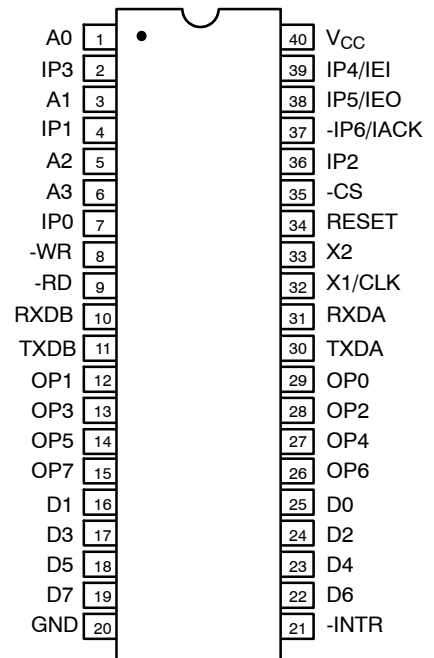 A0 1 40 VCC
IP3 2 39 IP4/IEI
A1 3 38 IP5/IEO
IP1 4 37 -IP6/IACK
A2 5 36 IP2
A3 6 35 -CS
IP0 7 34 RESET
-WR 8 33 X2
-RD 9 32 X1/CLK
RXDB 10 31 RXDA
TXDB 11 30 TXDA
OP1 12 29 OP0
OP3 13 28 OP2
OP5 14 27 OP4
OP7 15 26 OP6
D1 16 25 D0
D3 17 24 D2
D5 18 23 D4
D7 19 22 D6
GND 20 21 -INTR